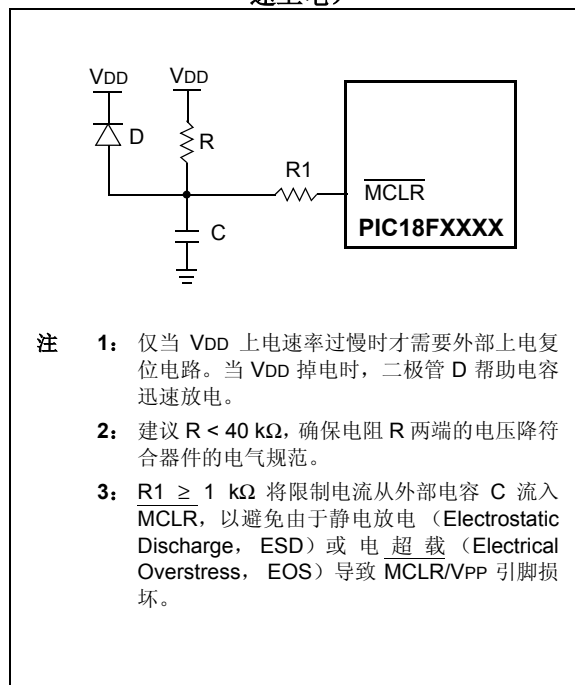 VDD VDD
D R
R1
MCLR
C
PIC18FXXXX
注 1： 仅当 VDD 上电速率过慢时才需要外部上电复
位电路。当 VDD 掉电时，二极管 D 帮助电容
迅速放电。
2： 建议 R < 40 kΩ，确保电阻 R 两端的电压降符
合器件的电气规范。
3： R1 ≥ 1 kΩ 将限制电流从外部电容 C 流入
MCLR，以避免由于静电放电 （Electrostatic
Discharge， ESD）或 电 超 载 （Electrical
Overstress， EOS）导致 MCLR/VPP 引脚损
坏。